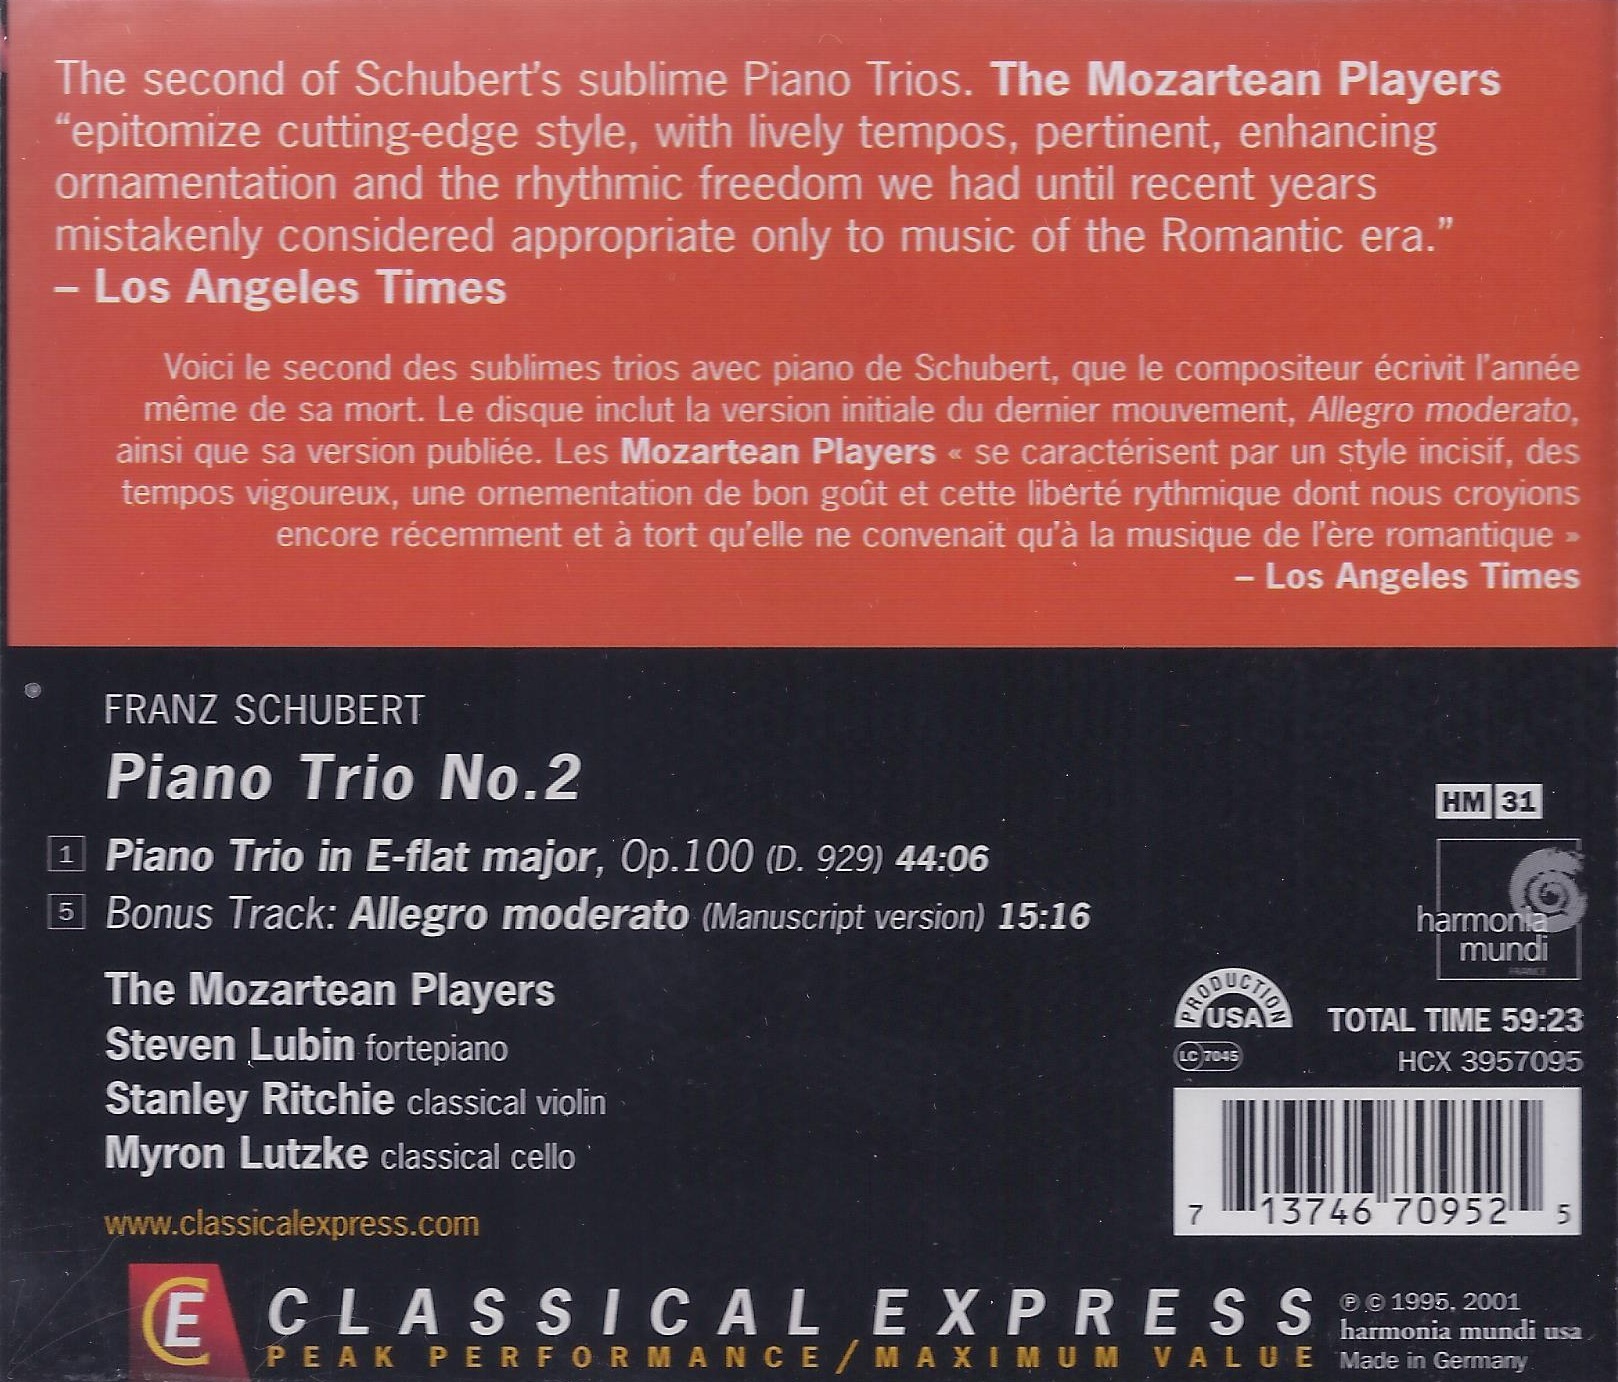 The second of Schubert's sublime Piano Trios. The Mozartean Players
“epitomize cutting-edge style, with lively tempos, pertinent, enhancing
ornamentation and the rhythmic freedom we had until recent years
mistakenly considered appropriate only to music of the Romantic era.”
– Los Angeles Times
Voici le second des sublimes trios avec piano de Schubert, que le compositeur écrivit l'année
même de sa mort. Le disque inclut la version initiale du dernier mouvement, Allegro moderato,
ainsi que sa version publiée. Les Mozartean Players « se caractérisent par un style incisif, des
tempos vigoureux, une ornementation de bon goût et cette liberté rythmique dont nous croyions
encore récemment et à tort qu'elle ne convenait qu'à la musique de l'ère romantique »
– Los Angeles Times
FRANZ SCHUBERT
Piano Trio No.2
1 Piano Trio in E-flat major, Op.100 (D. 929) 44:06
5 Bonus Track: Allegro moderato (Manuscript version) 15:16
The Mozartean Players
Steven Lubin fortepiano
Stanley Ritchie classical violin
Myron Lutzke classical cello
www.classicalexpress.com
HM 31
harmonia
mundi
FRANCE
PRODUCTION
USA
TOTAL TIME 59:23
LC 7045
HCX 3957095
7 13746 70952 5
CE
CLASSICAL EXPRESS
PEAK PERFORMANCE/MAXIMUM VALUE
℗ © 1995, 2001
harmonia mundi usa
Made in Germany